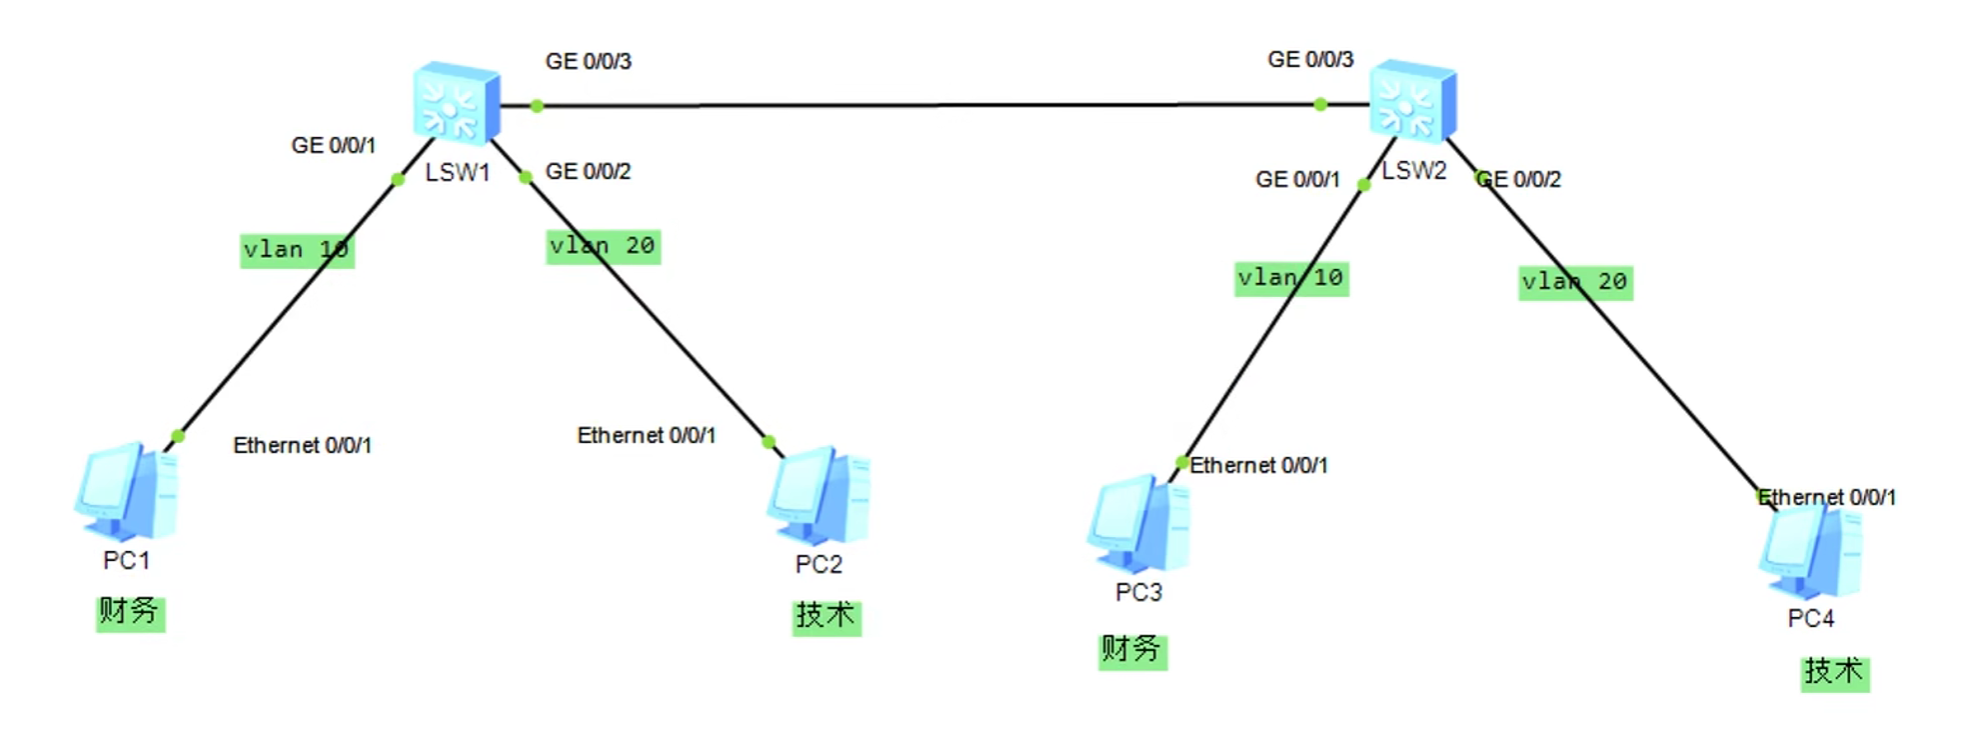 GE 0/0/3
GE 0/0/3
GE 0/0/1
LSW1
GE 0/0/2
GE 0/0/1
LSW2
GE 0/0/2
vlan 10
vlan 20
vlan 10
vlan 20
Ethernet 0/0/1
Ethernet 0/0/1
Ethernet 0/0/1
Ethernet 0/0/1
PC1
PC2
PC3
PC4
财务
技术
财务
技术